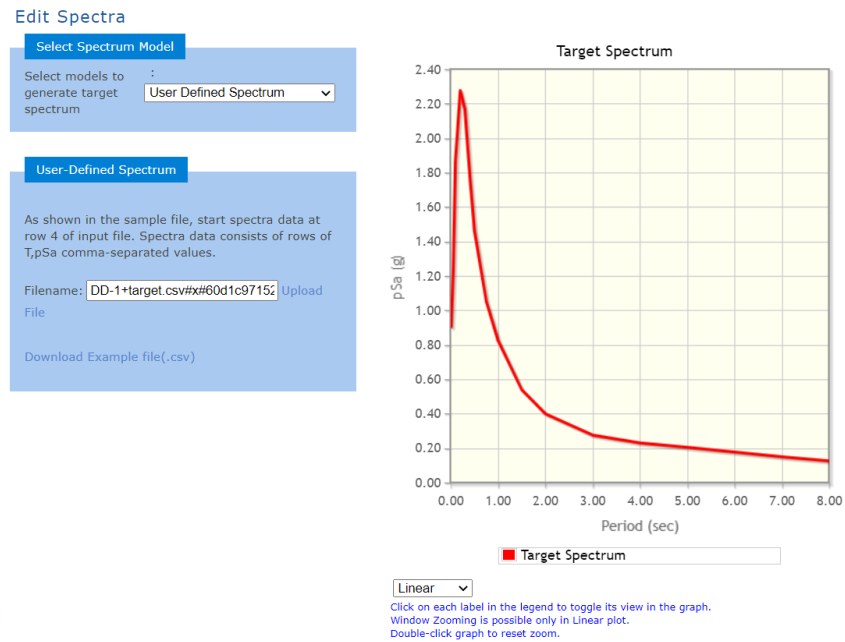 Edit Spectra
Select Spectrum Model
Select models to
generate target
spectrum
:
User Defined Spectrum
User-Defined Spectrum
As shown in the sample file, start spectra data at
row 4 of input file. Spectra data consists of rows of
T,pSa comma-separated values.
Filename: DD-1+target.csv#x#60d1c97152 Upload
File
Download Example file(.csv)
Target Spectrum
2.40
2.20
2.00
1.80
1.60
1.40
1.20
1.00
0.80
0.60
0.40
0.20
0.00
pSa (g)
0.00 1.00 2.00 3.00 4.00 5.00 6.00 7.00 8.00
Period (sec)
Target Spectrum
Linear
Click on each label in the legend to toggle its view in the graph.
Window Zooming is possible only in Linear plot.
Double-click graph to reset zoom.